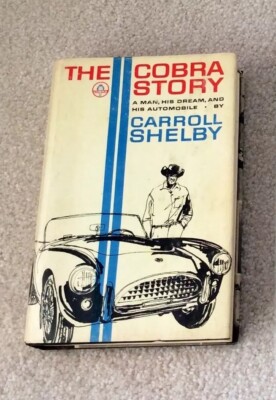 THE COBRA
STORY
A MAN, HIS DREAM, AND
HIS AUTOMOBILE • BY
CARROLL
SHELBY